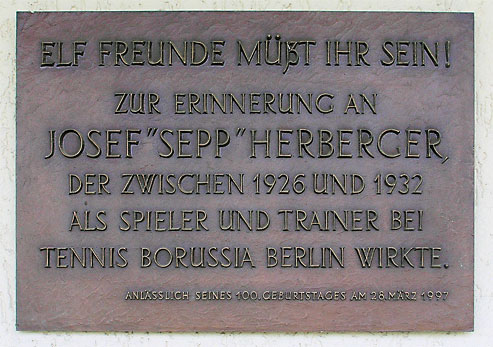 ELF FREUNDE MÜßT IHR SEIN!
ZUR ERINNERUNG AN
JOSEF "SEPP" HERBERGER,
DER ZWISCHEN 1926 UND 1932
ALS SPIELER UND TRAINER BEI
TENNIS BORUSSIA BERLIN WIRKTE.
ANLÄSSLICH SEINES 100. GEBURTSTAGES AM 28. MÄRZ 1997